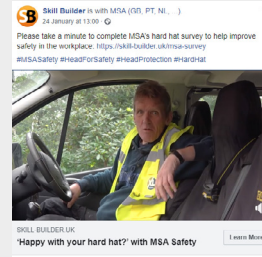 Skill Builder is with MSA (GB, PT, NL, ...)
24 January at 13:00 ·
Please take a minute to complete MSA's hard hat survey to help improve
safety in the workplace: https://skill-builder.uk/msa-survey
#MSASafety #HeadForSafety #HeadProtection #HardHat
SKILL BUILDER.UK
'Happy with your hard hat?' with MSA Safety
Learn More